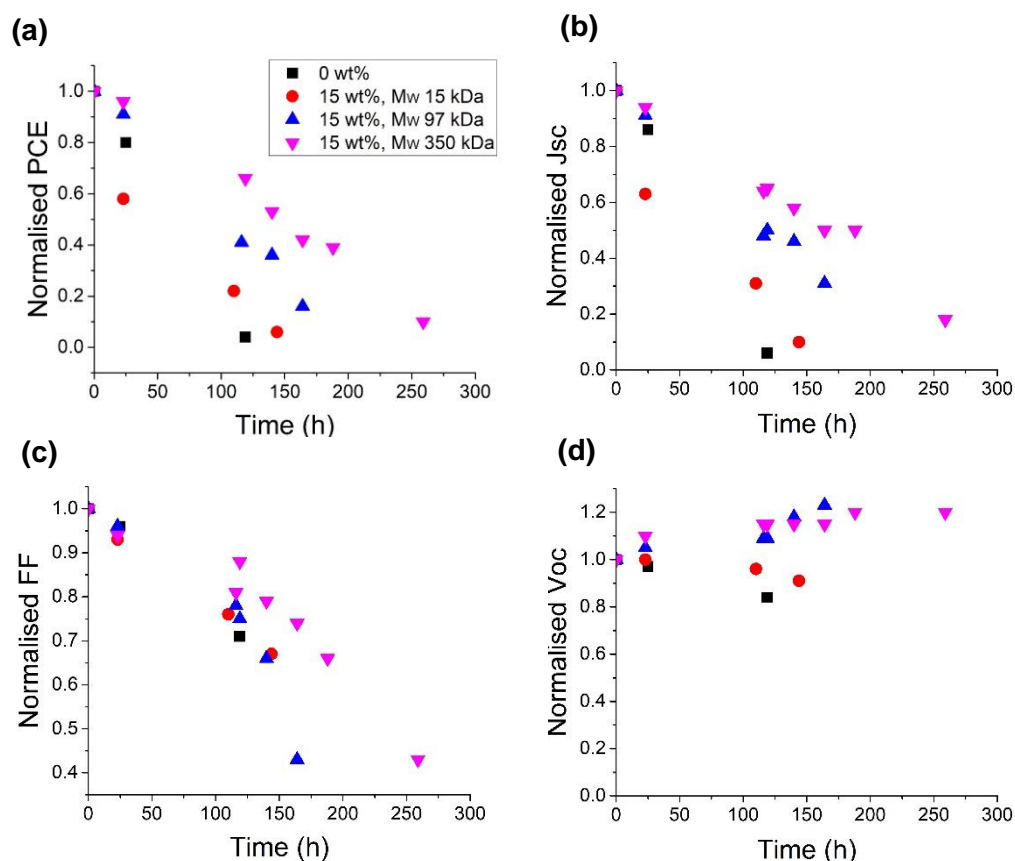 (a)
1.0
0.8
0.6
0.4
0.2
0.0
Normalised PCE
0 wt%
15 wt%, Mw 15 kDa
15 wt%, Mw 97 kDa
15 wt%, Mw 350 kDa
0 50 100 150 200 250 300
Time (h)
(b)
1.0
0.8
0.6
0.4
0.2
0.0
Normalised Jsc
0 50 100 150 200 250 300
Time (h)
(c)
1.0
0.9
0.8
0.7
0.6
0.5
0.4
Normalised FF
0 50 100 150 200 250 300
Time (h)
(d)
1.2
1.0
0.8
0.6
0.4
0.2
0.0
Normalised Voc
0 50 100 150 200 250 300
Time (h)